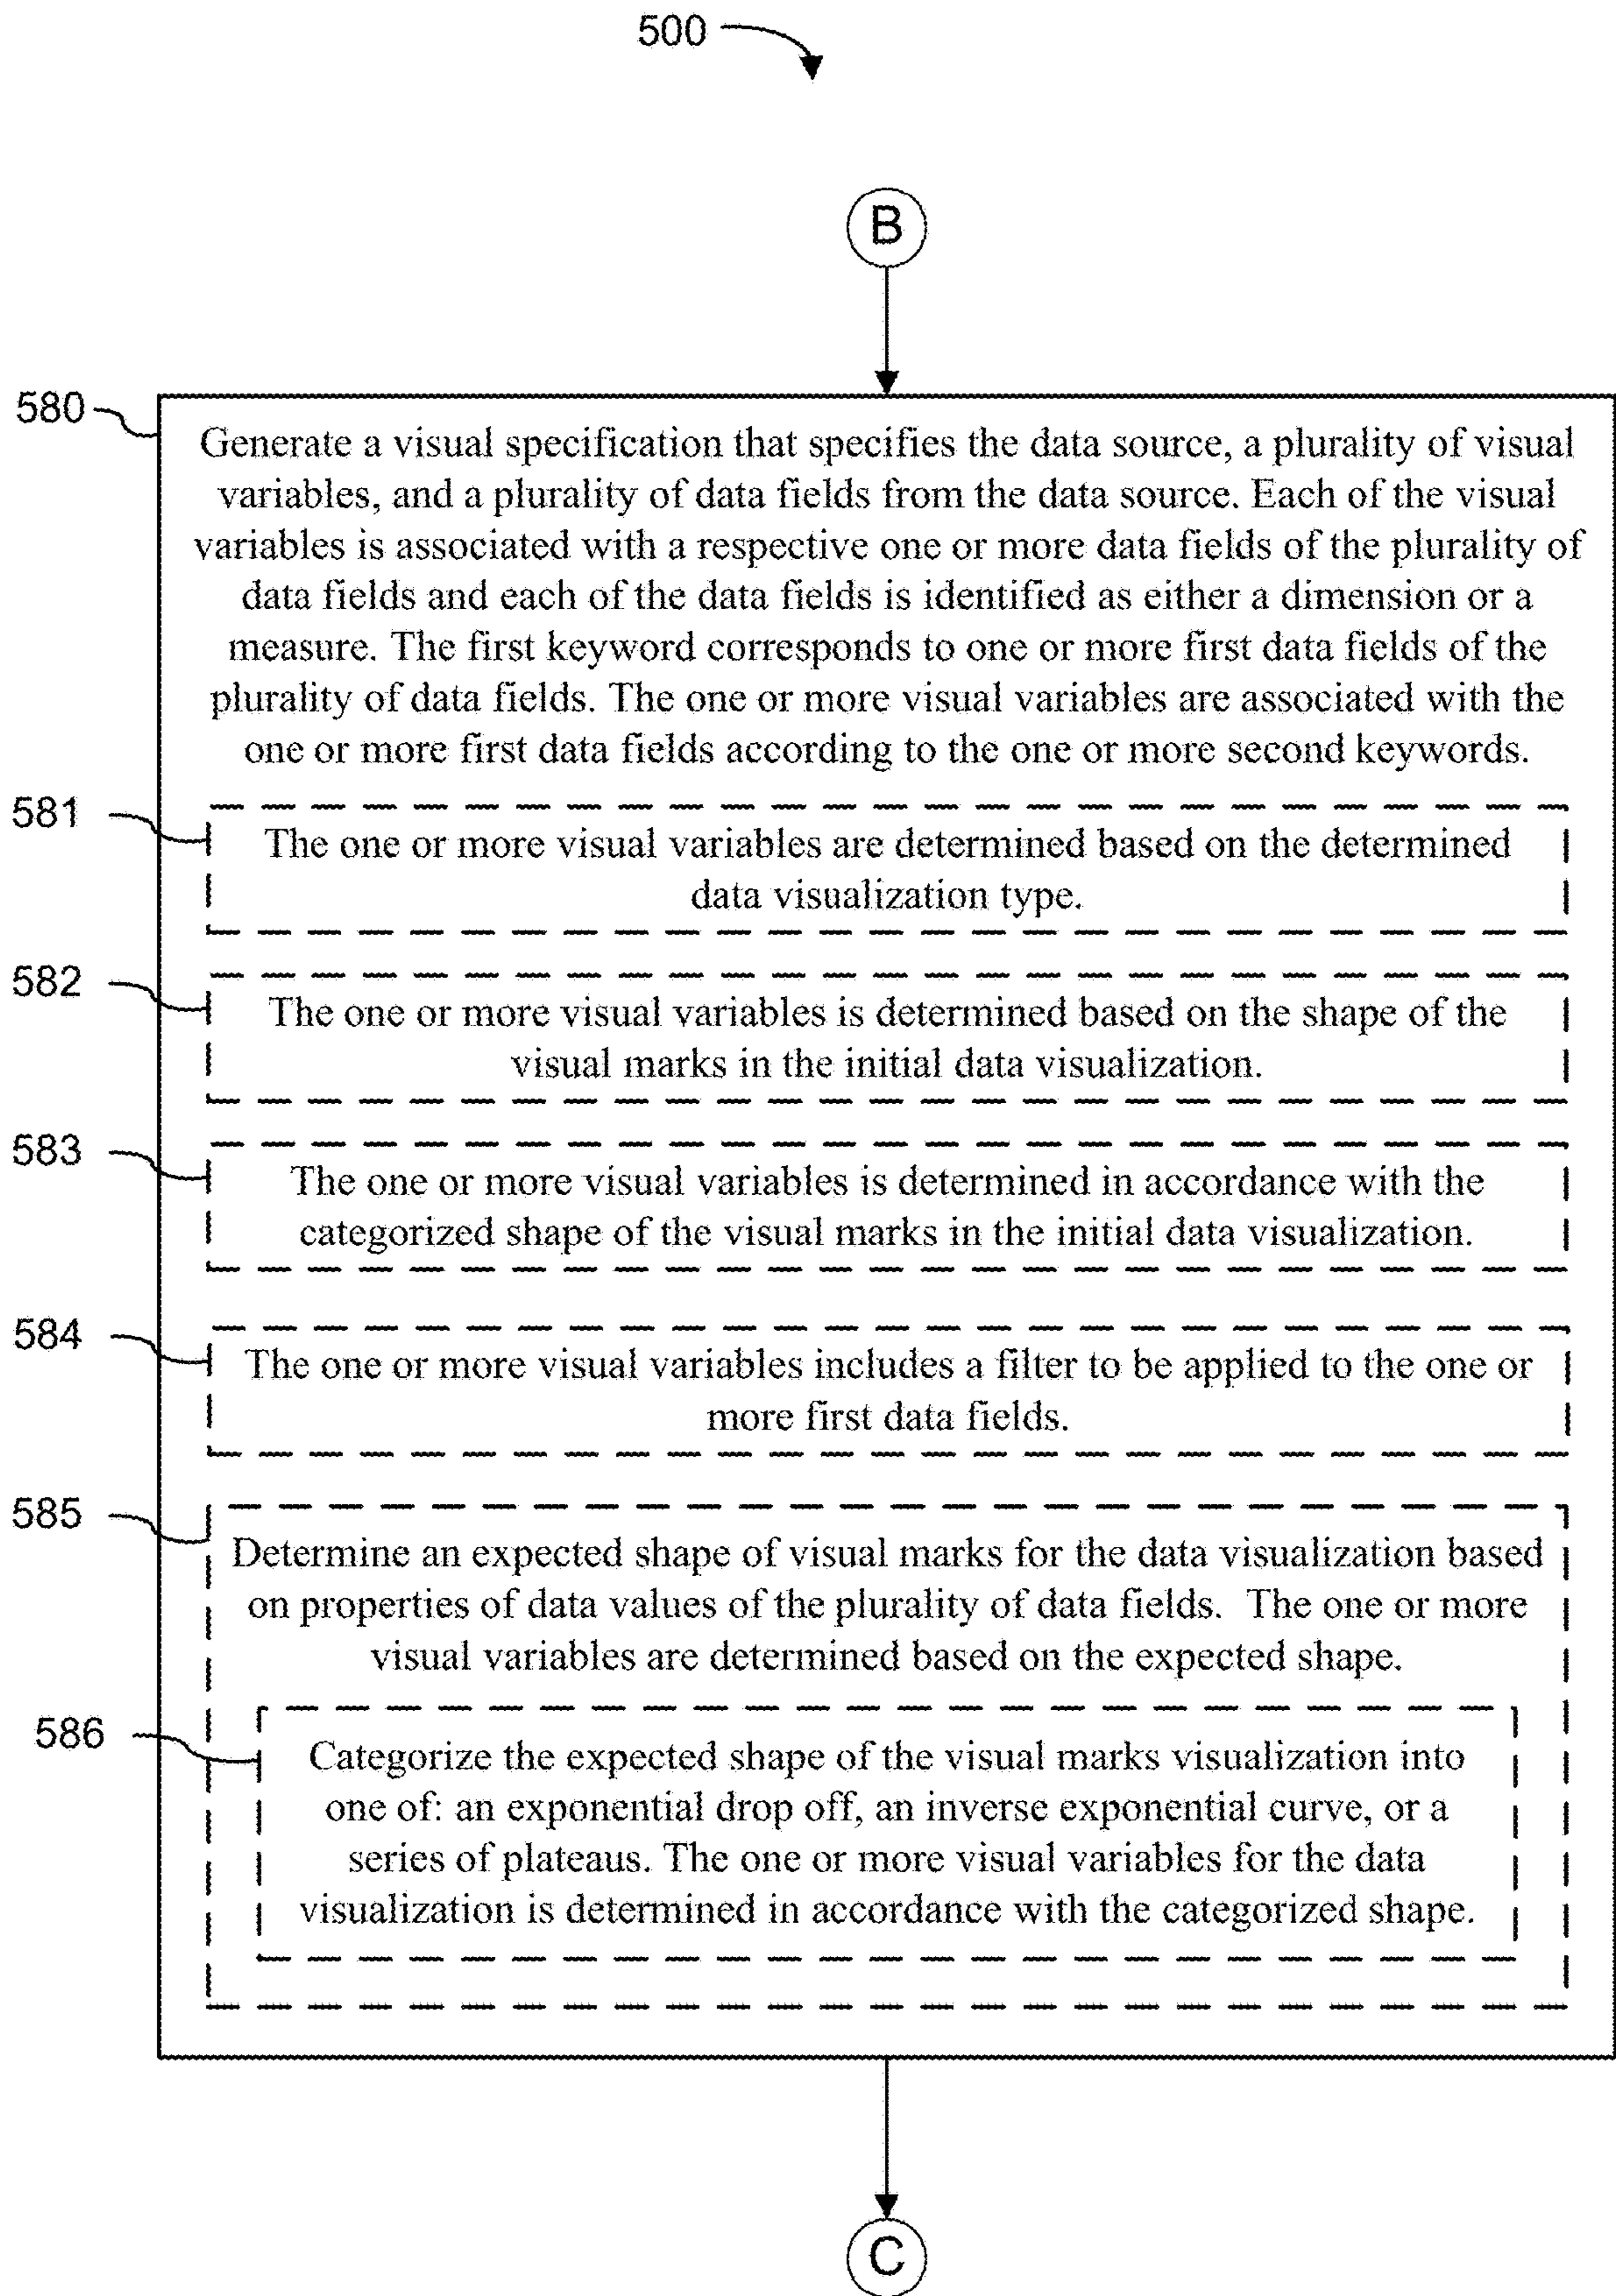 500
B
580
Generate a visual specification that specifies the data source, a plurality of visual
variables, and a plurality of data fields from the data source. Each of the visual
variables is associated with a respective one or more data fields of the plurality of
data fields and each of the data fields is identified as either a dimension or a
measure. The first keyword corresponds to one or more first data fields of the
plurality of data fields. The one or more visual variables are associated with the
one or more first data fields according to the one or more second keywords.
581
The one or more visual variables are determined based on the determined
data visualization type.
582
The one or more visual variables is determined based on the shape of the
visual marks in the initial data visualization.
583
The one or more visual variables is determined in accordance with the
categorized shape of the visual marks in the initial data visualization.
584
The one or more visual variables includes a filter to be applied to the one or
more first data fields.
585
Determine an expected shape of visual marks for the data visualization based
on properties of data values of the plurality of data fields.  The one or more
visual variables are determined based on the expected shape.
586
Categorize the expected shape of the visual marks visualization into
one of: an exponential drop off, an inverse exponential curve, or a
series of plateaus. The one or more visual variables for the data
visualization is determined in accordance with the categorized shape.
C